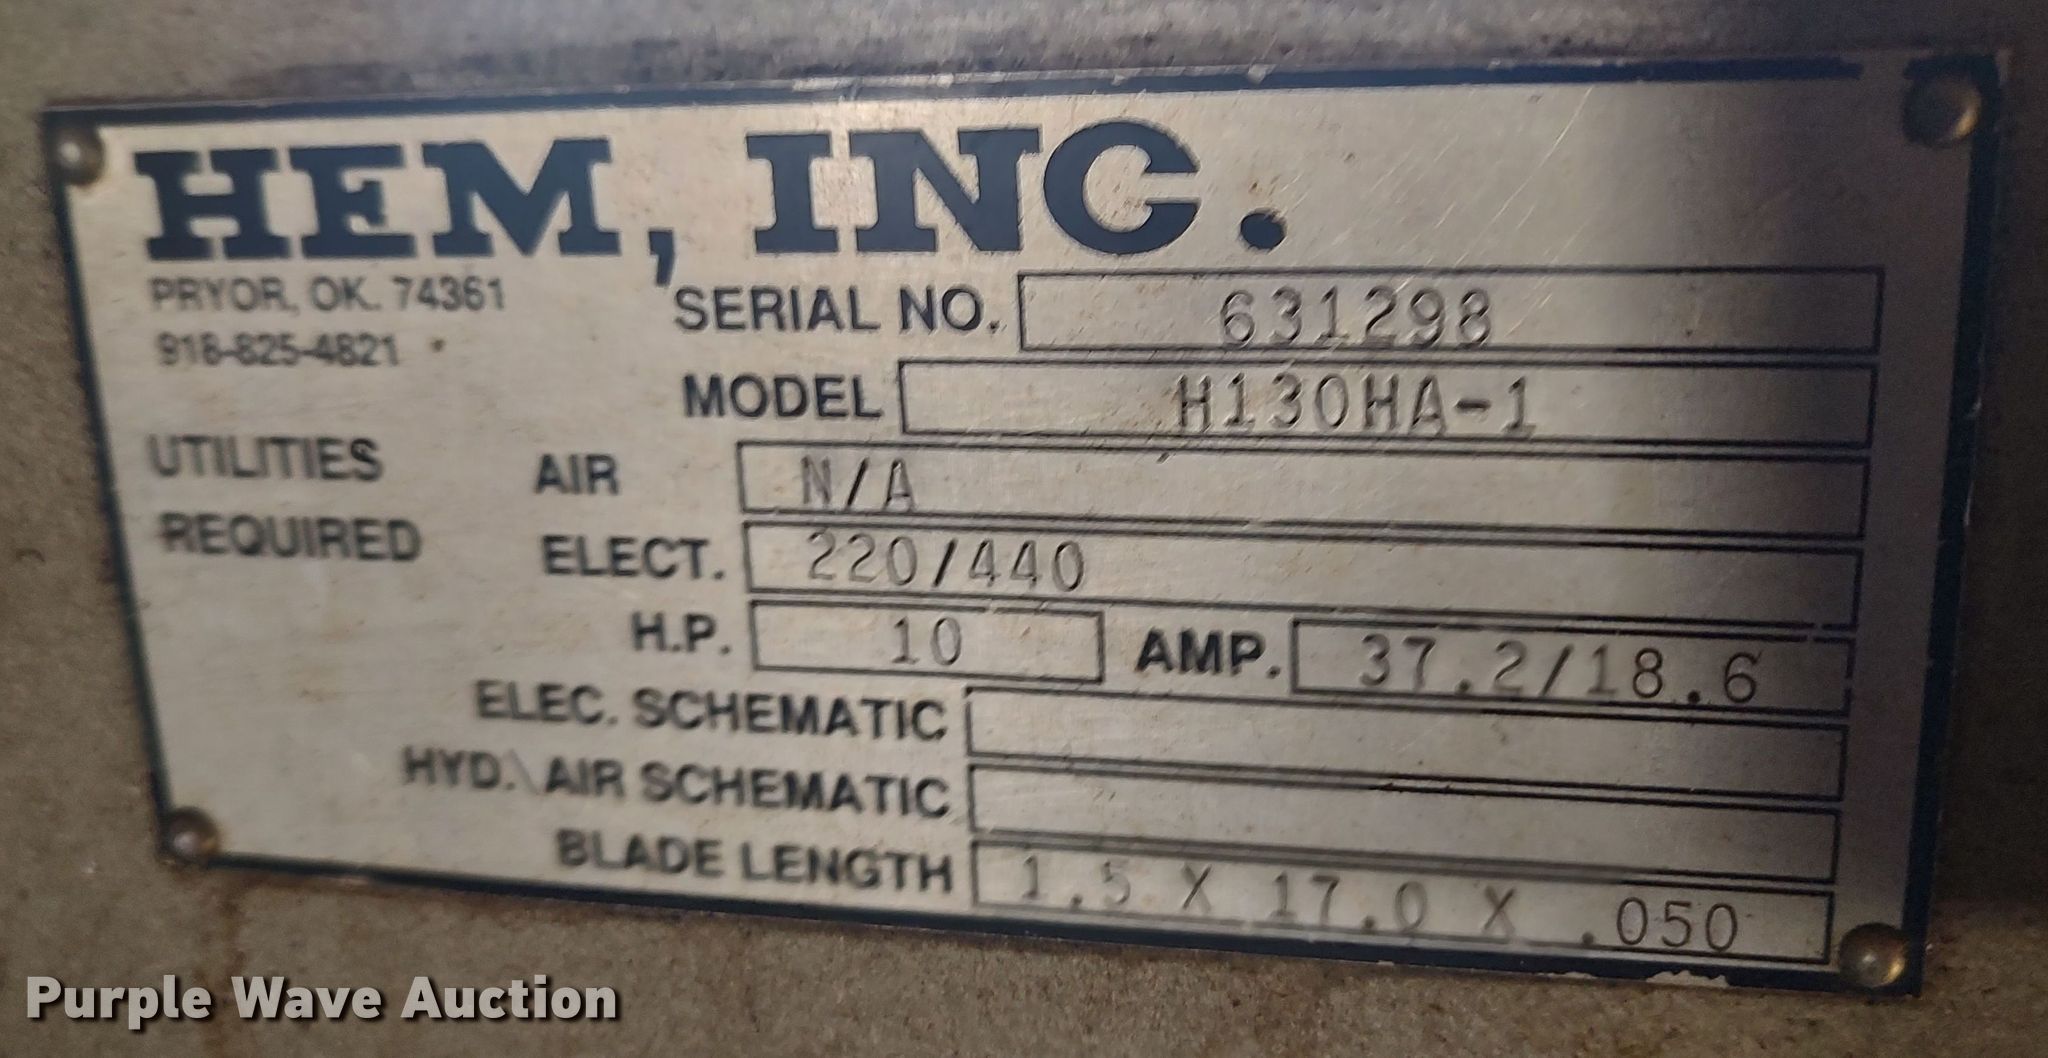 HEM, INC.
PRYOR, OK. 74361
918-825-4821
SERIAL NO. 631298
MODEL H130HA-1
UTILITIES REQUIRED
AIR N/A
ELECT. 220/440
H.P. 10 AMP. 37.2/18.6
ELEC. SCHEMATIC
HYD.\AIR SCHEMATIC
BLADE LENGTH 1.5 X 17.0 X .050
Purple Wave Auction